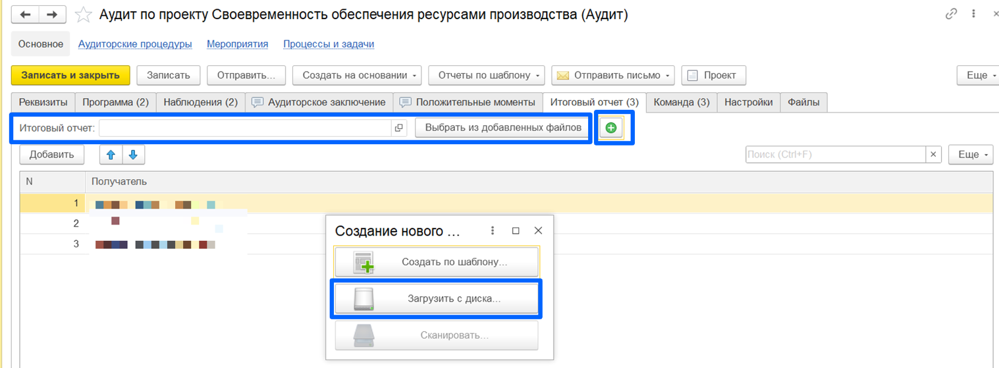 Аудит по проекту Своевременность обеспечения ресурсами производства (Аудит)
Основное Аудиторские процедуры Мероприятия Процессы и задачи
Записать и закрыть Записать Отправить... Создать на основании Отчеты по шаблону Отправить письмо Проект Еще
Реквизиты Программа (2) Наблюдения (2) Аудиторское заключение Положительные моменты Итоговый отчет (3) Команда (3) Настройки Файлы
Итоговый отчет: Выбрать из добавленных файлов
Добавить Поиск (Ctrl+F) Еще
N Получатель
1
2
3
Создание нового ...
Создать по шаблону...
Загрузить с диска...
Сканировать...